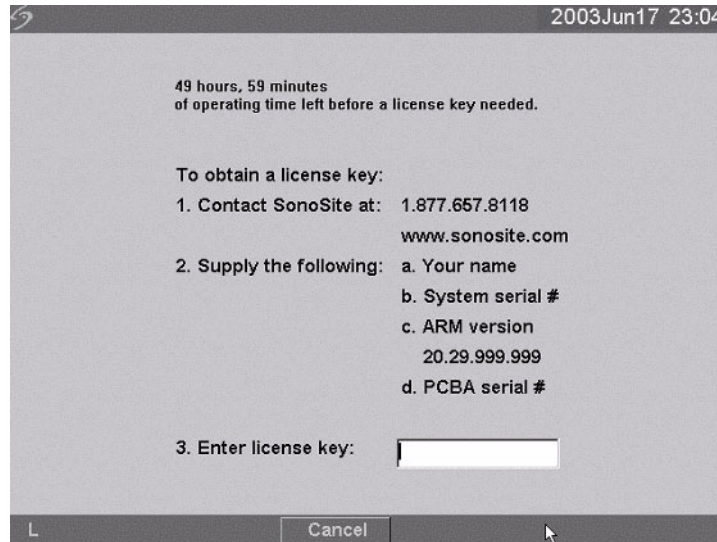 2003Jun17 23:04
49 hours, 59 minutes
of operating time left before a license key needed.
To obtain a license key:
1. Contact SonoSite at: 1.877.657.8118
www.sonosite.com
2. Supply the following: a. Your name
b. System serial #
c. ARM version
20.29.999.999
d. PCBA serial #
3. Enter license key:
L Cancel